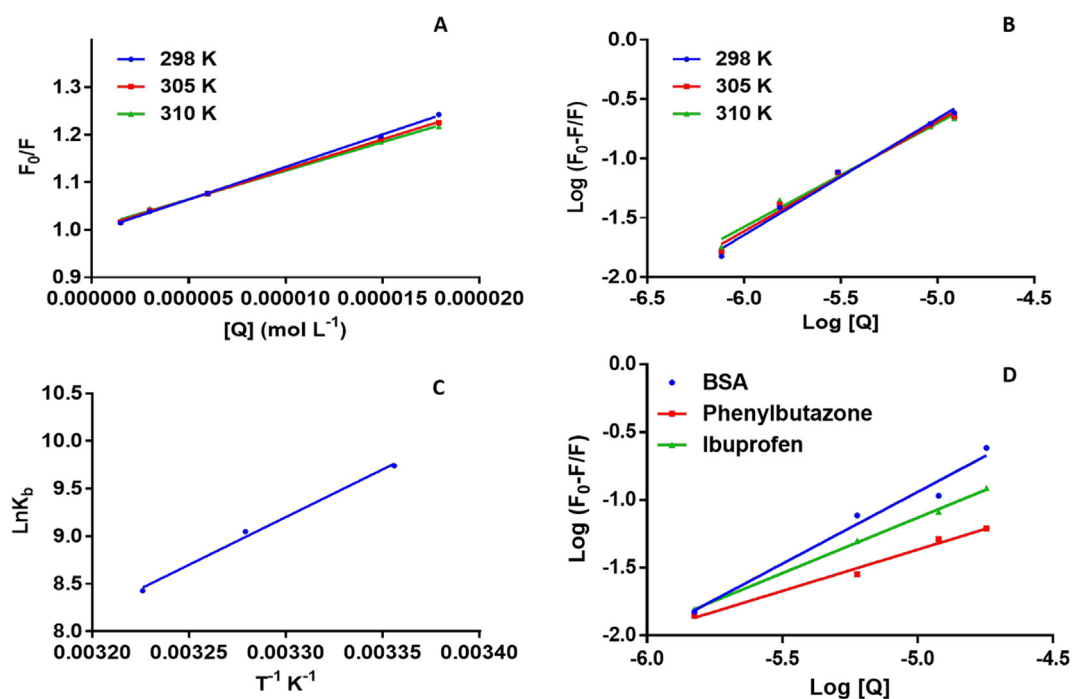 A
298 K
305 K
310 K
F0/F
1.3
1.2
1.1
1.0
0.9
0.000000 0.000005 0.000010 0.000015 0.000020
[Q] (mol L-1)
B
298 K
305 K
310 K
Log (F0-F/F)
0.0
-0.5
-1.0
-1.5
-2.0
-6.5 -6.0 -5.5 -5.0 -4.5
Log [Q]
C
LnKb
10.5
10.0
9.5
9.0
8.5
8.0
0.00320 0.00325 0.00330 0.00335 0.00340
T-1 K-1
D
BSA
Phenylbutazone
Ibuprofen
Log (F0-F/F)
0.0
-0.5
-1.0
-1.5
-2.0
-6.0 -5.5 -5.0 -4.5
Log [Q]